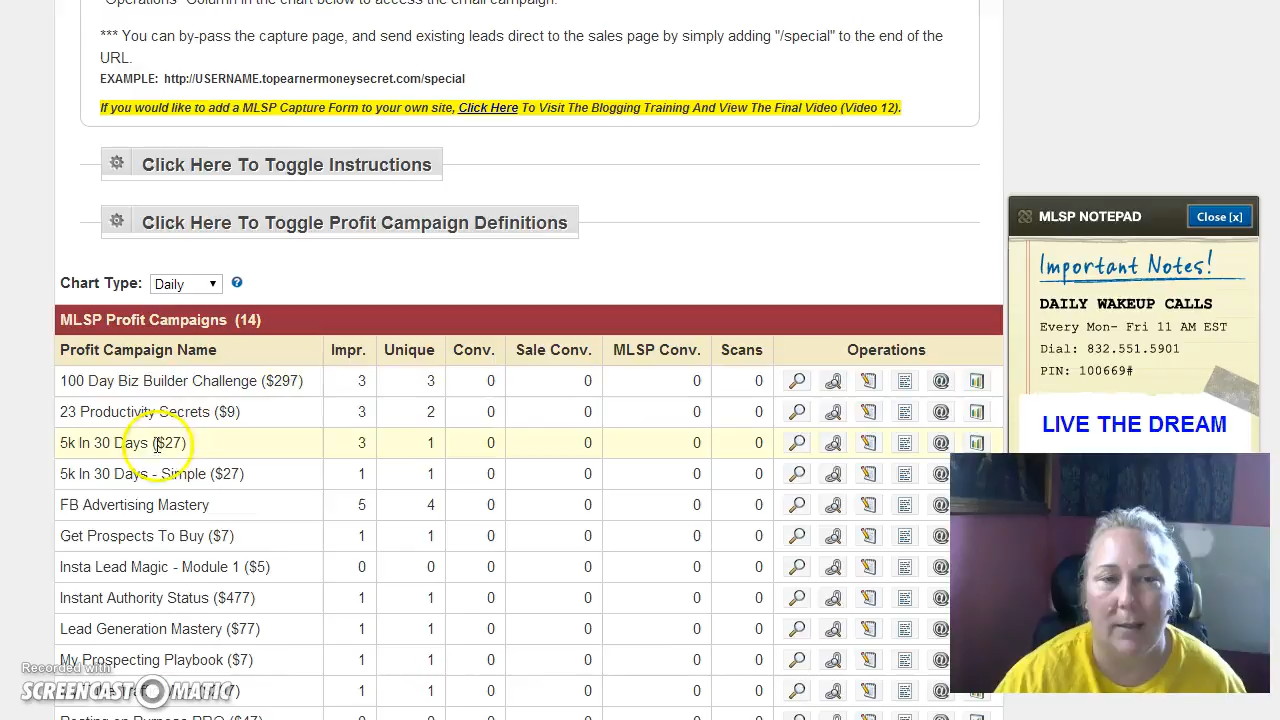 "Operations" Column in the chart below to access the email campaign.
*** You can by-pass the capture page, and send existing leads direct to the sales page by simply adding "/special" to the end of the
URL.
EXAMPLE: http://USERNAME.topearnermoneysecret.com/special
If you would like to add a MLSP Capture Form to your own site, Click Here To Visit The Blogging Training And View The Final Video (Video 12).
Click Here To Toggle Instructions
Click Here To Toggle Profit Campaign Definitions
Chart Type: Daily
MLSP Profit Campaigns (14)
Profit Campaign Name Impr. Unique Conv. Sale Conv. MLSP Conv. Scans Operations
100 Day Biz Builder Challenge ($297) 3 3 0 0 0 0
23 Productivity Secrets ($9) 3 2 0 0 0 0
5k In 30 Days ($27) 3 1 0 0 0 0
5k In 30 Days - Simple ($27) 1 1 0 0 0 0
FB Advertising Mastery 5 4 0 0 0 0
Get Prospects To Buy ($7) 1 1 0 0 0 0
Insta Lead Magic - Module 1 ($5) 0 0 0 0 0 0
Instant Authority Status ($477) 1 1 0 0 0 0
Lead Generation Mastery ($77) 1 1 0 0 0 0
My Prospecting Playbook ($7) 1 1 0 0 0 0
1 1 0 0 0 0
MLSP NOTEPAD Close [x]
Important Notes!
DAILY WAKEUP CALLS
Every Mon- Fri 11 AM EST
Dial: 832.551.5901
PIN: 100669#
LIVE THE DREAM
Recorded with
SCREENCAST-O-MATIC